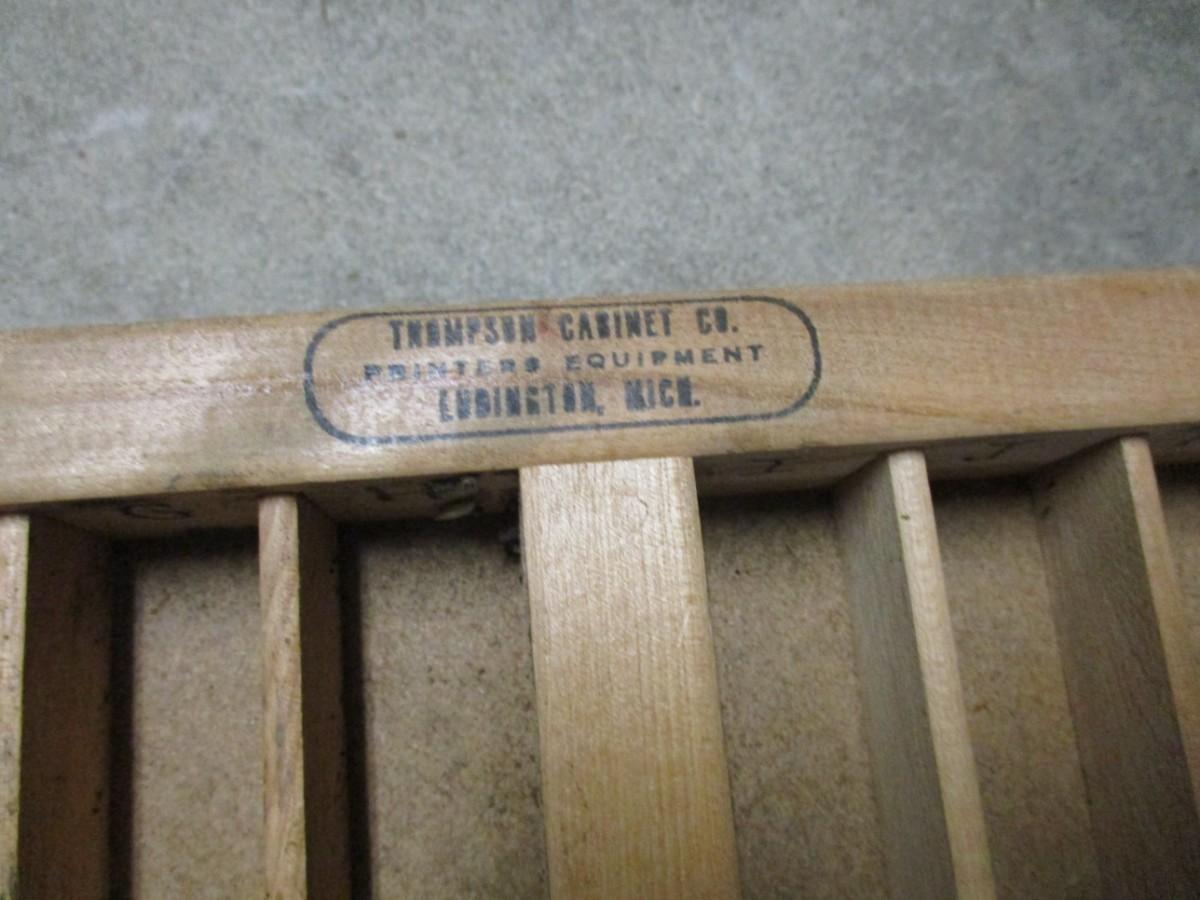 THOMPSON CABINET CO.
PRINTERS EQUIPMENT
LUDINGTON, MICH.